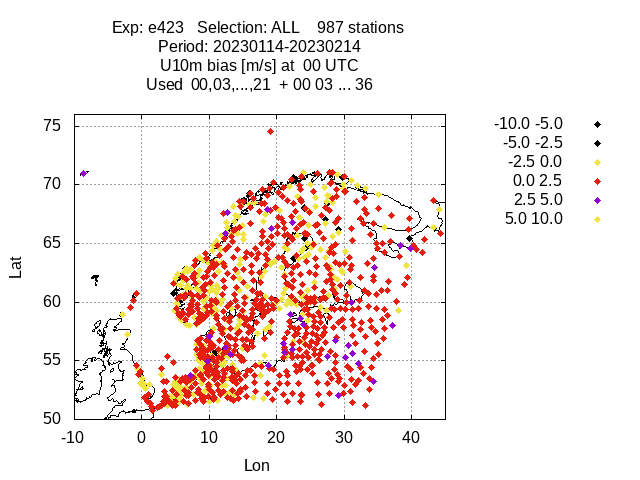 Exp: e423 Selection: ALL 987 stations
Period: 20230114-20230214
U10m bias [m/s] at 00 UTC
Used 00,03,...,21 + 00 03 ... 36
-10.0 -5.0
-5.0 -2.5
-2.5 0.0
0.0 2.5
2.5 5.0
5.0 10.0
75
70
65
60
55
50
Lat
-10 0 10 20 30 40
Lon